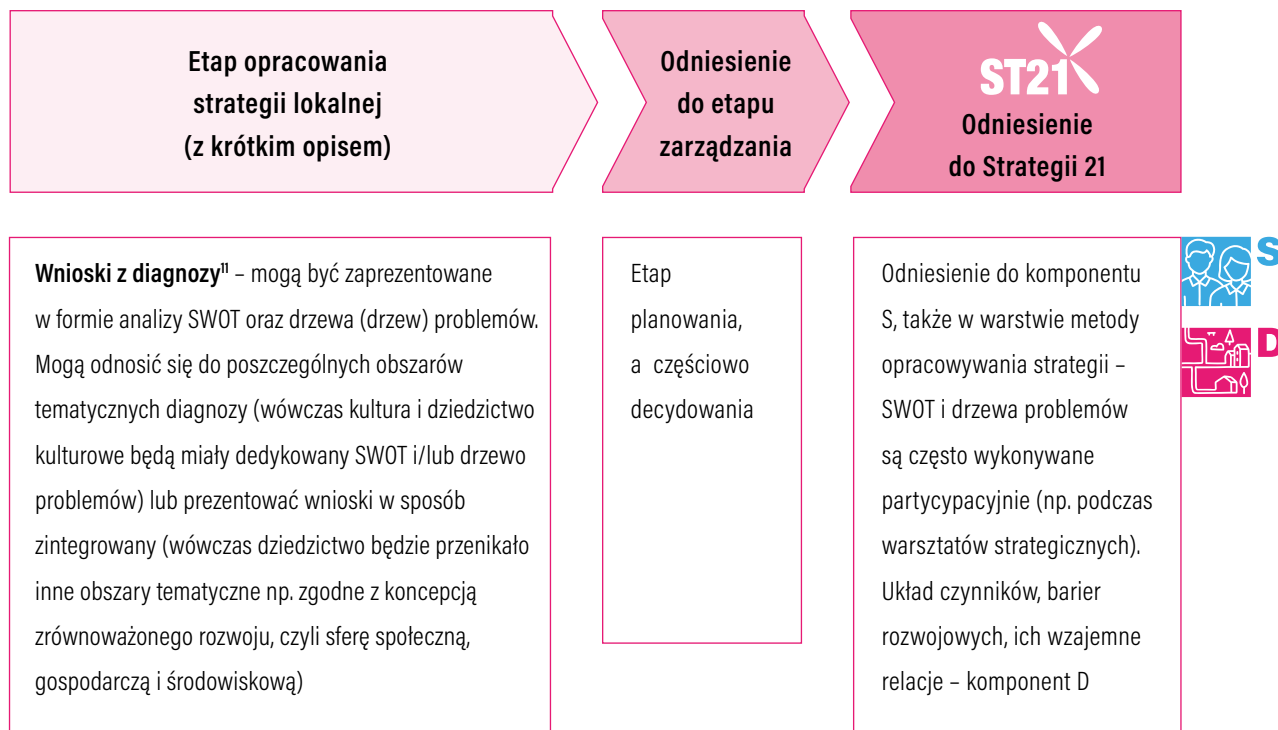 Etap opracowania
strategii lokalnej
(z krótkim opisem)
Odniesienie
do etapu
zarządzania
ST21
Odniesienie
do Strategii 21
Wnioski z diagnozy¹¹ – mogą być zaprezentowane
w formie analizy SWOT oraz drzewa (drzew) problemów.
Mogą odnosić się do poszczególnych obszarów
tematycznych diagnozy (wówczas kultura i dziedzictwo
kulturowe będą miały dedykowany SWOT i/lub drzewo
problemów) lub prezentować wnioski w sposób
zintegrowany (wówczas dziedzictwo będzie przenikało
inne obszary tematyczne np. zgodne z koncepcją
zrównoważonego rozwoju, czyli sferę społeczną,
gospodarczą i środowiskową)
Etap
planowania,
a częściowo
decydowania
Odniesienie do komponentu
S, także w warstwie metody
opracowywania strategii –
SWOT i drzewa problemów
są często wykonywane
partycypacyjnie (np. podczas
warsztatów strategicznych).
Układ czynników, barier
rozwojowych, ich wzajemne
relacje – komponent D
S
D